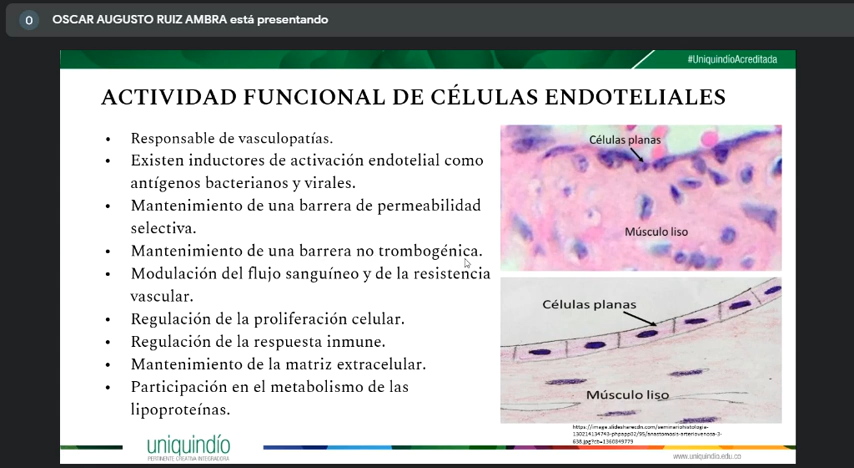 0 OSCAR AUGUSTO RUIZ AMBRA está presentando
#UniquindíoAcreditada
ACTIVIDAD FUNCIONAL DE CÉLULAS ENDOTELIALES
• Responsable de vasculopatías.
• Existen inductores de activación endotelial como
antígenos bacterianos y virales.
• Mantenimiento de una barrera de permeabilidad
selectiva.
• Mantenimiento de una barrera no trombogénica.
• Modulación del flujo sanguíneo y de la resistencia
vascular.
• Regulación de la proliferación celular.
• Regulación de la respuesta inmune.
• Mantenimiento de la matriz extracelular.
• Participación en el metabolismo de las
lipoproteínas.
Células planas
Músculo liso
Células planas
Músculo liso
uniquindío
PERTINENTE CREATIVA INTEGRADORA
www.uniquindio.edu.co